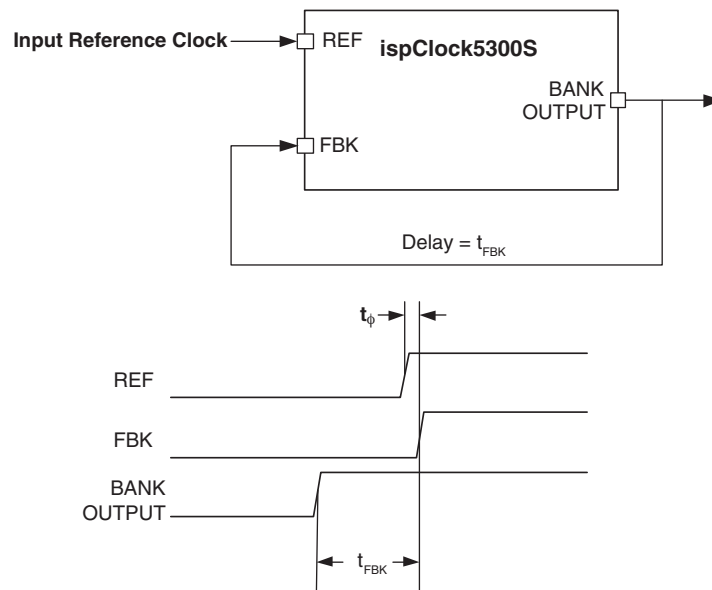 Input Reference Clock
REF
ispClock5300S
BANK
OUTPUT
FBK
Delay = tFBK
tϕ
REF
FBK
BANK
OUTPUT
tFBK